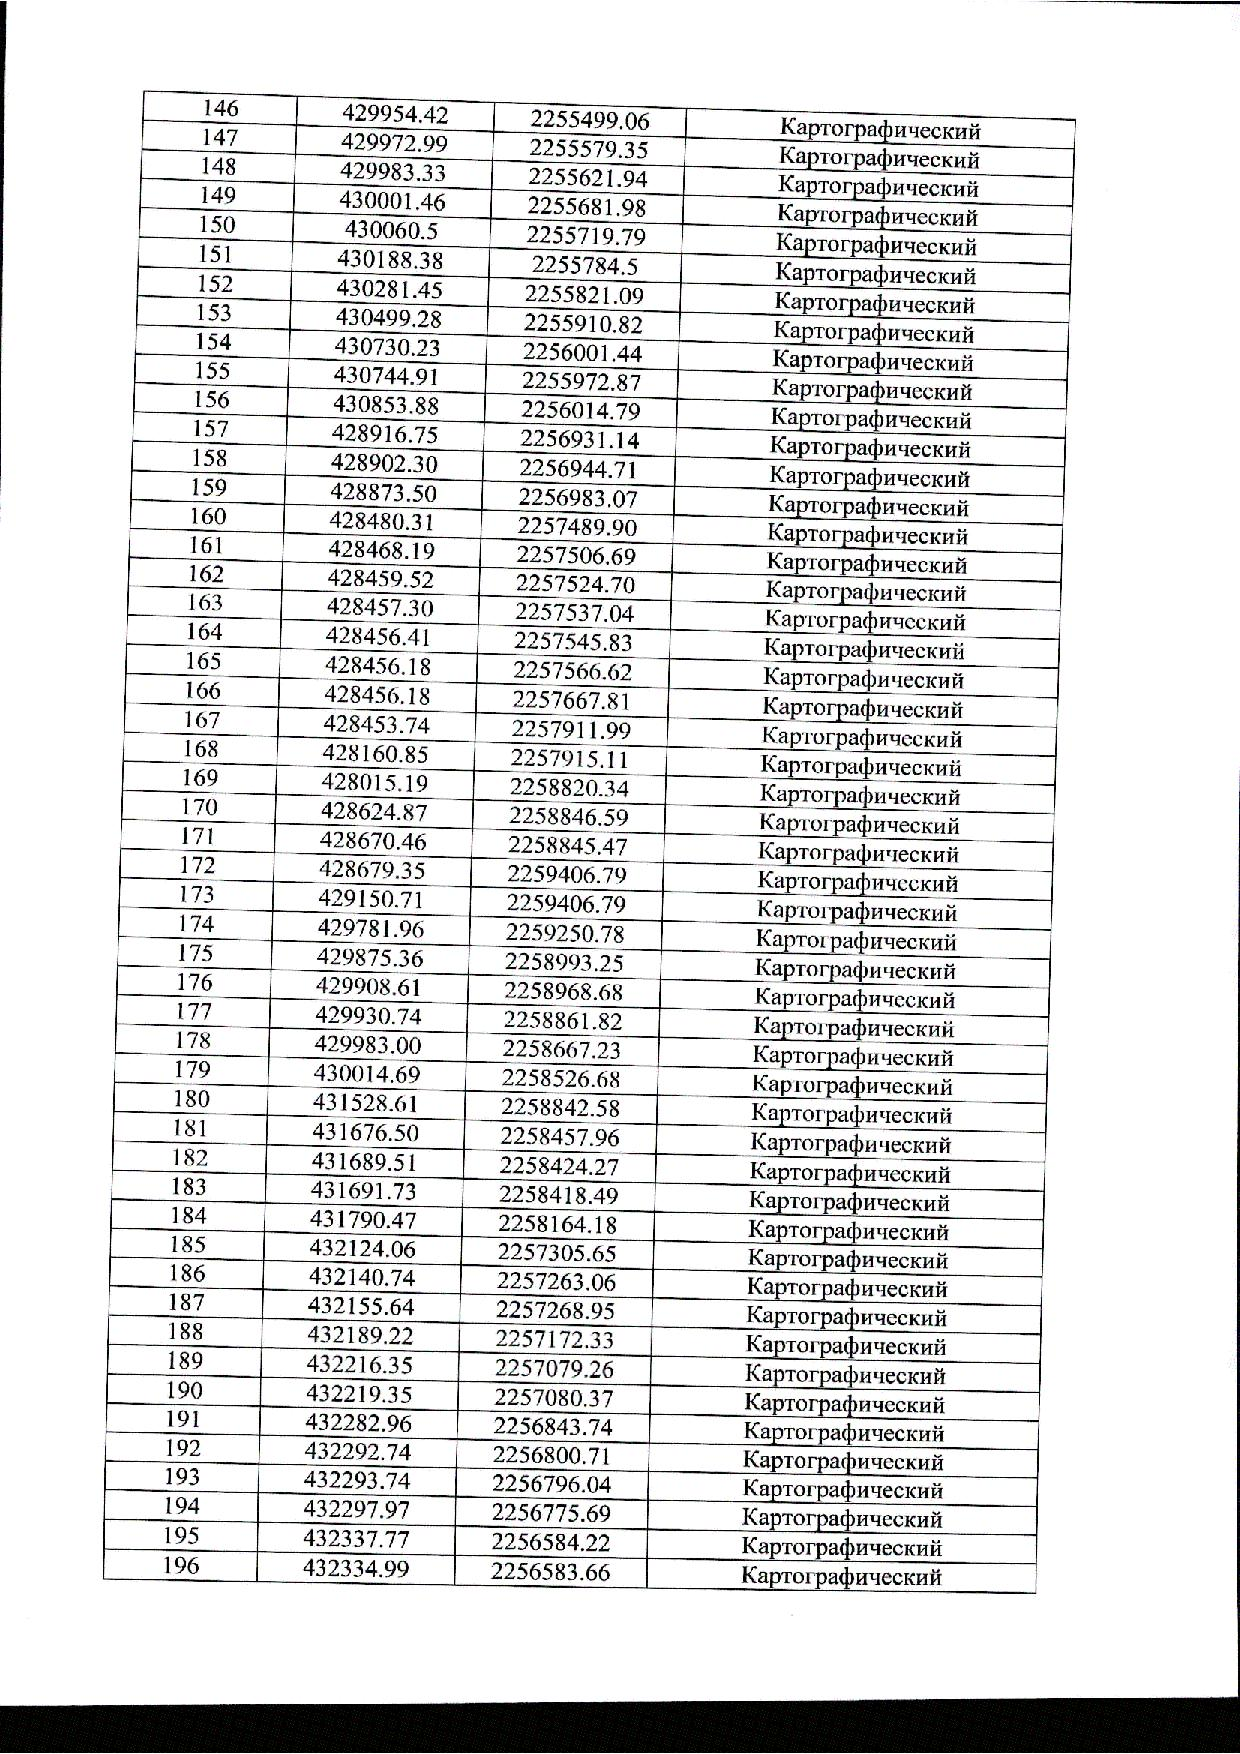 146 429954.42 2255499.06 Картографический
147 429972.99 2255579.35 Картографический
148 429983.33 2255621.94 Картографический
149 430001.46 2255681.98 Картографический
150 430060.5 2255719.79 Картографический
151 430188.38 2255784.5 Картографический
152 430281.45 2255821.09 Картографический
153 430499.28 2255910.82 Картографический
154 430730.23 2256001.44 Картографический
155 430744.91 2255972.87 Картографический
156 430853.88 2256014.79 Картографический
157 428916.75 2256931.14 Картографический
158 428902.30 2256944.71 Картографический
159 428873.50 2256983.07 Картографический
160 428480.31 2257489.90 Картографический
161 428468.19 2257506.69 Картографический
162 428459.52 2257524.70 Картографический
163 428457.30 2257537.04 Картографический
164 428456.41 2257545.83 Картографический
165 428456.18 2257566.62 Картографический
166 428456.18 2257667.81 Картографический
167 428453.74 2257911.99 Картографический
168 428160.85 2257915.11 Картографический
169 428015.19 2258820.34 Картографический
170 428624.87 2258846.59 Картографический
171 428670.46 2258845.47 Картографический
172 428679.35 2259406.79 Картографический
173 429150.71 2259406.79 Картографический
174 429781.96 2259250.78 Картографический
175 429875.36 2258993.25 Картографический
176 429908.61 2258968.68 Картографический
177 429930.74 2258861.82 Картографический
178 429983.00 2258667.23 Картографический
179 430014.69 2258526.68 Картографический
180 431528.61 2258842.58 Картографический
181 431676.50 2258457.96 Картографический
182 431689.51 2258424.27 Картографический
183 431691.73 2258418.49 Картографический
184 431790.47 2258164.18 Картографический
185 432124.06 2257305.65 Картографический
186 432140.74 2257263.06 Картографический
187 432155.64 2257268.95 Картографический
188 432189.22 2257172.33 Картографический
189 432216.35 2257079.26 Картографический
190 432219.35 2257080.37 Картографический
191 432282.96 2256843.74 Картографический
192 432292.74 2256800.71 Картографический
193 432293.74 2256796.04 Картографический
194 432297.97 2256775.69 Картографический
195 432337.77 2256584.22 Картографический
196 432334.99 2256583.66 Картографический